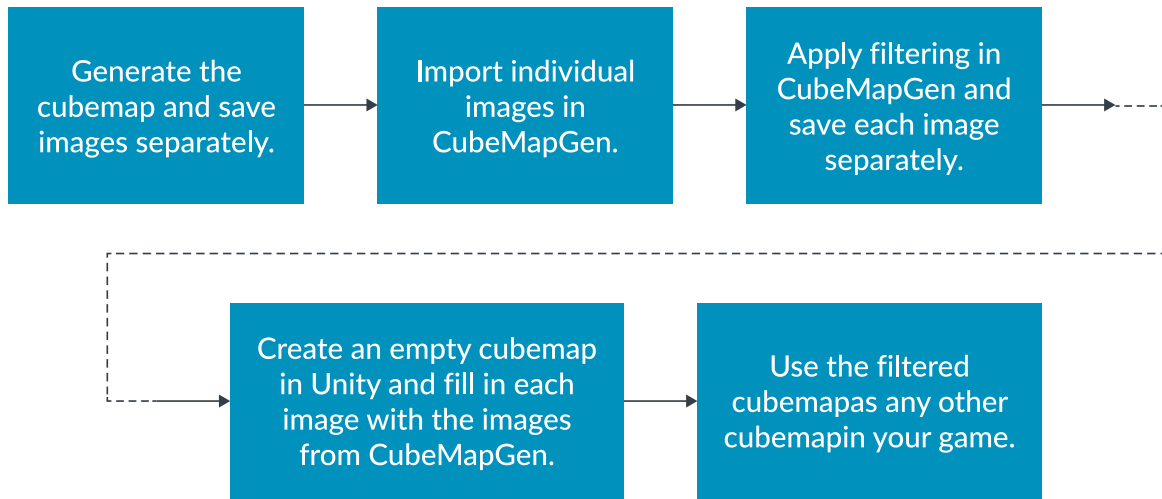 Generate the
cubemap and save
images separately.
Import individual
images in
CubeMapGen.
Apply filtering in
CubeMapGen and
save each image
separately.
Create an empty cubemap
in Unity and fill in each
image with the images
from CubeMapGen.
Use the filtered
cubemapas any other
cubemapin your game.